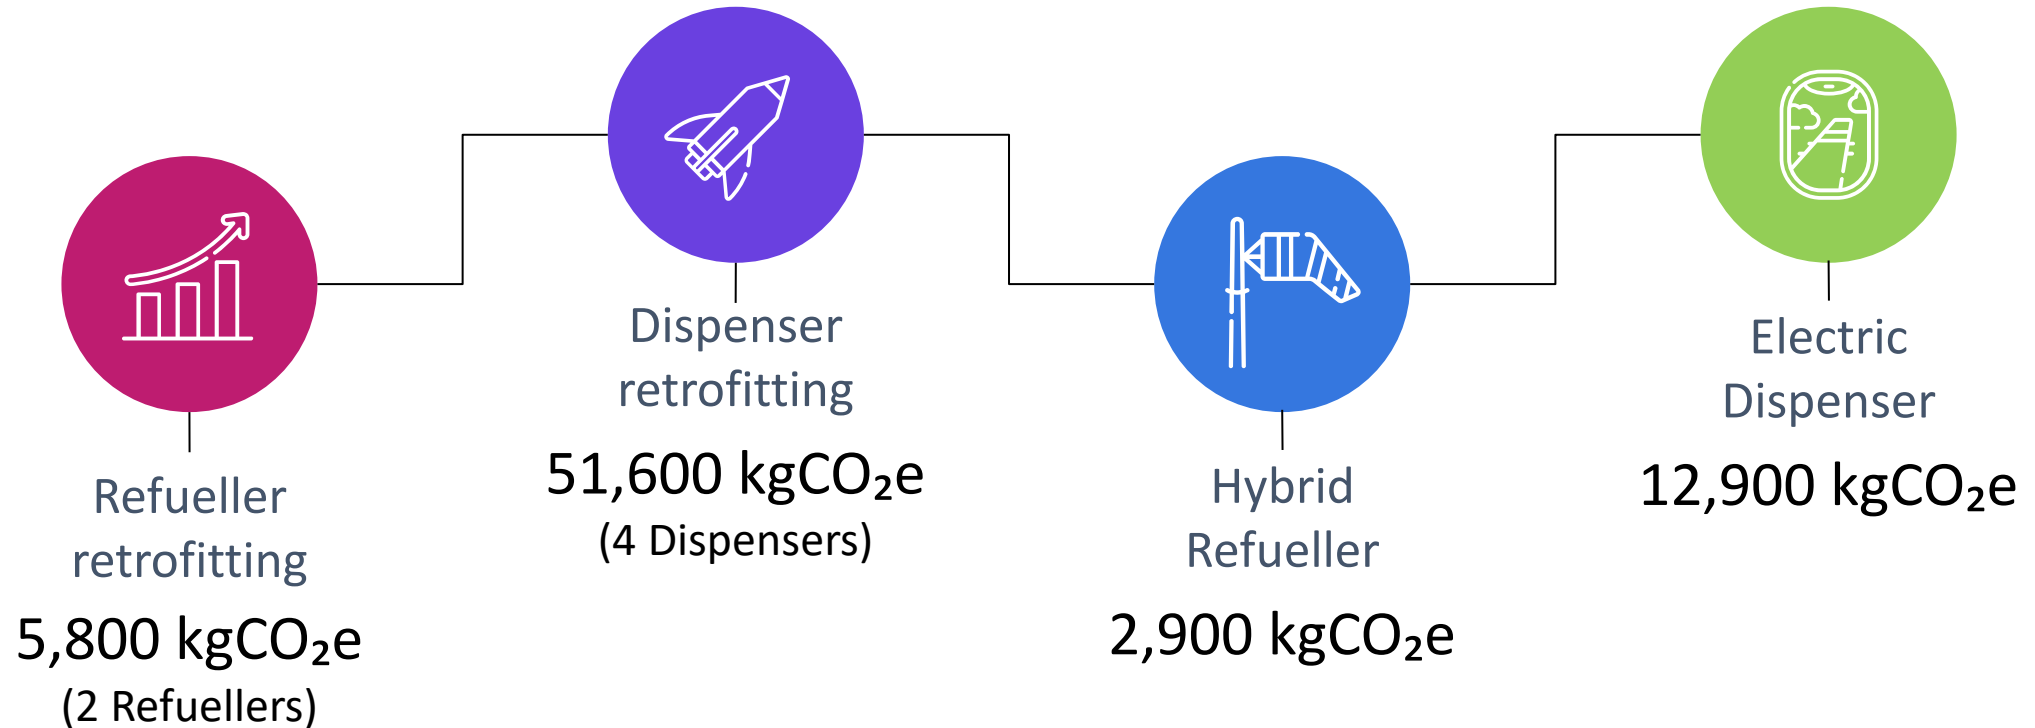 Refueller
retrofitting
5,800 kgCO₂e
(2 Refuellers)
Dispenser
retrofitting
51,600 kgCO₂e
(4 Dispensers)
Hybrid
Refueller
2,900 kgCO₂e
Electric
Dispenser
12,900 kgCO₂e